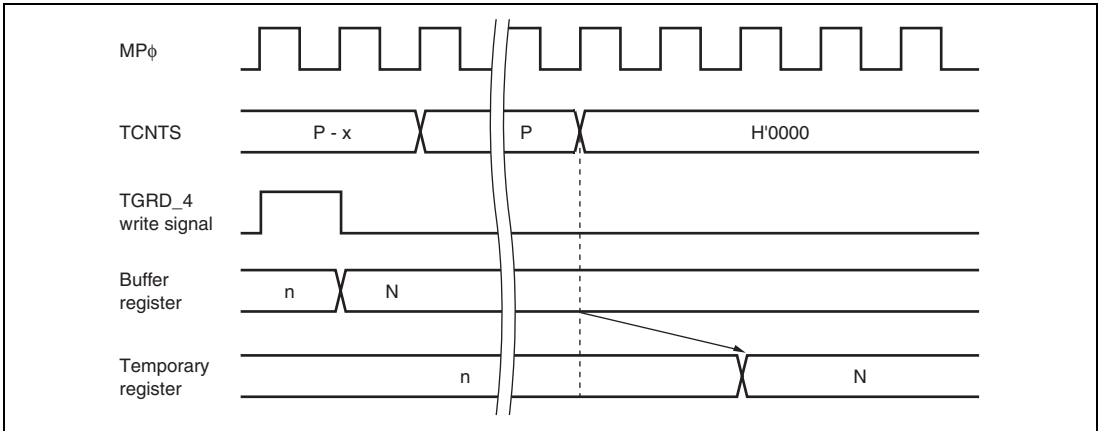 MPϕ
TCNTS
P - x
P
H'0000
TGRD_4
write signal
Buffer
register
n
N
Temporary
register
n
N